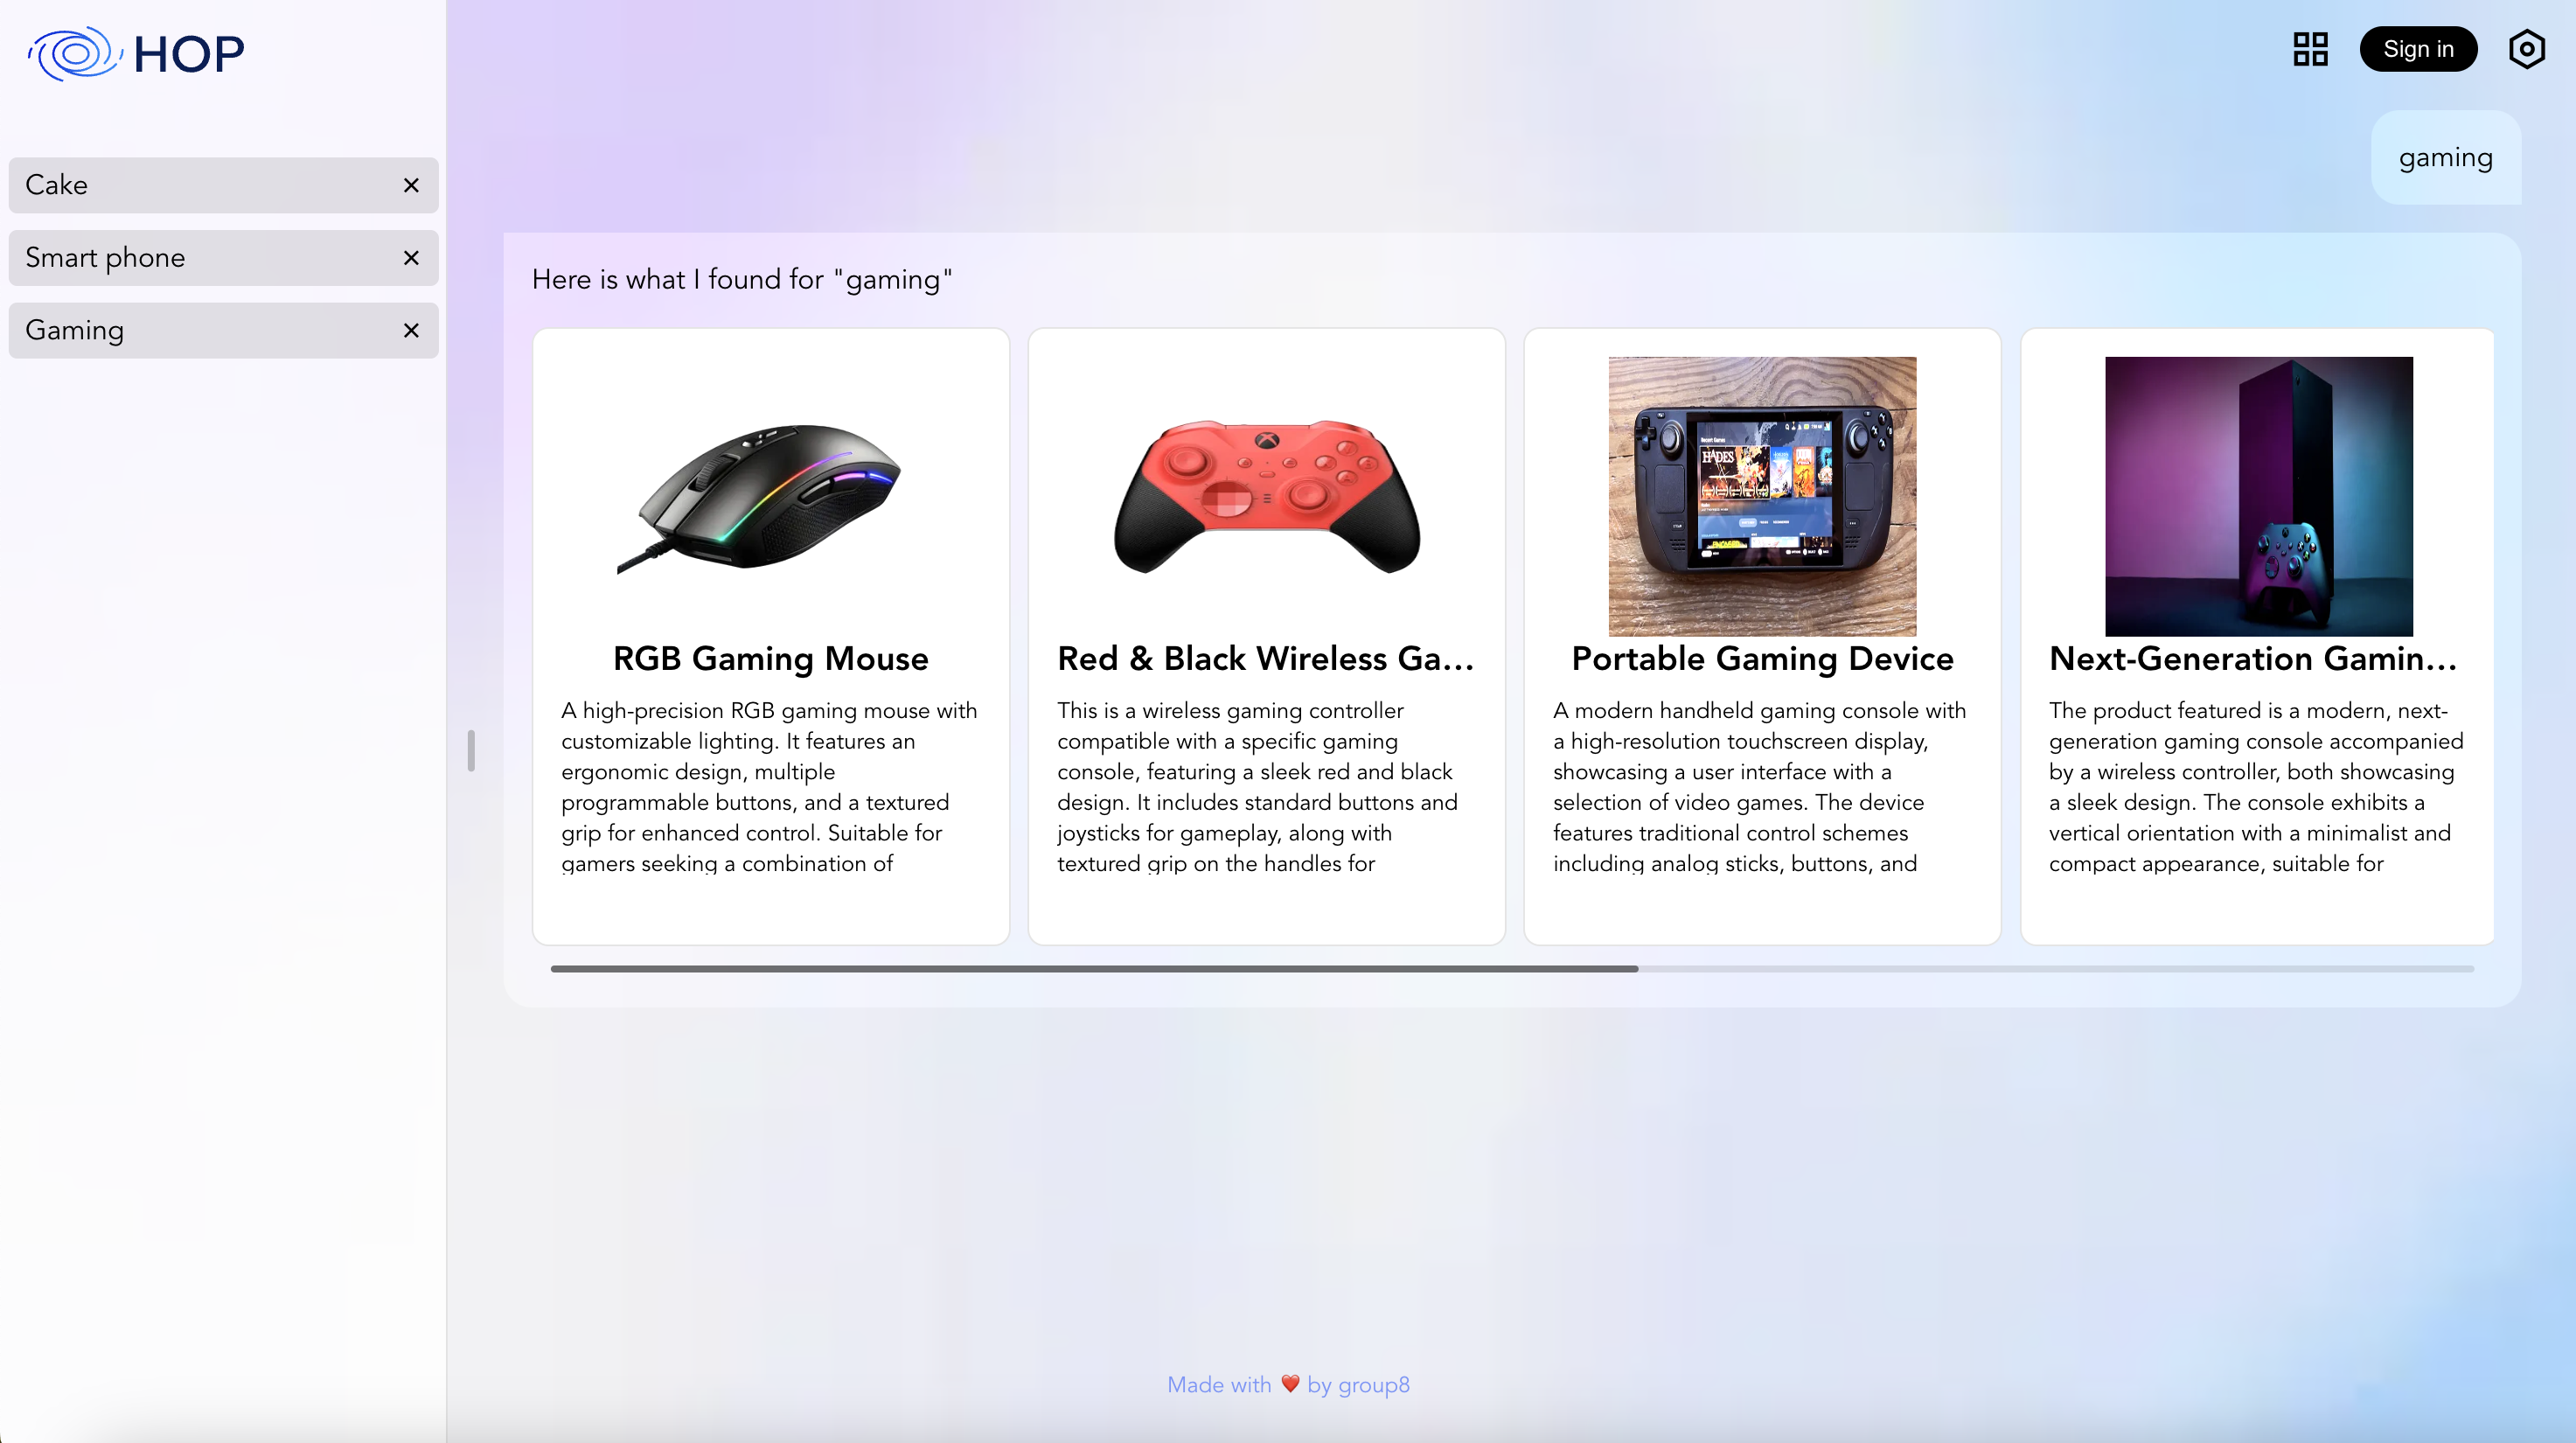 HOP
Sign in
Cake
Smart phone
Gaming
gaming
Here is what I found for "gaming"
RGB Gaming Mouse
A high-precision RGB gaming mouse with
customizable lighting. It features an
ergonomic design, multiple
programmable buttons, and a textured
grip for enhanced control. Suitable for
gamers seeking a combination of
Red & Black Wireless Ga...
This is a wireless gaming controller
compatible with a specific gaming
console, featuring a sleek red and black
design. It includes standard buttons and
joysticks for gameplay, along with
textured grip on the handles for
HADES
Portable Gaming Device
A modern handheld gaming console with
a high-resolution touchscreen display,
showcasing a user interface with a
selection of video games. The device
features traditional control schemes
including analog sticks, buttons, and
Next-Generation Gamin...
The product featured is a modern, next-
generation gaming console accompanied
by a wireless controller, both showcasing
a sleek design. The console exhibits a
vertical orientation with a minimalist and
compact appearance, suitable for
Made with ❤️ by group8